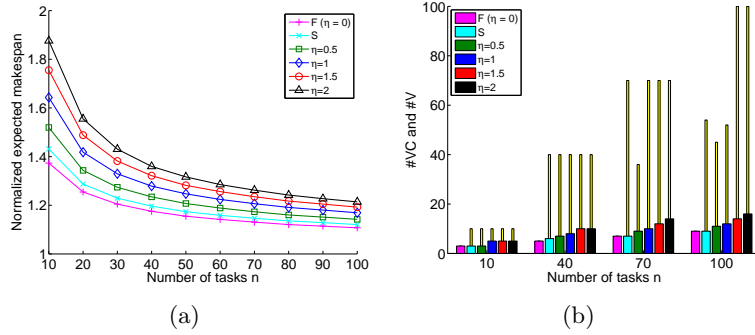 2
1.8
1.6
1.4
1.2
1
10 20 30 40 50 60 70 80 90 100
Number of tasks n
Normalized expected makespan
F (η = 0)
S
η=0.5
η=1
η=1.5
η=2
(a)
100
80
60
40
20
0
10 40 70 100
Number of tasks n
#VC and #V
F (η = 0)
S
η=0.5
η=1
η=1.5
η=2
(b)